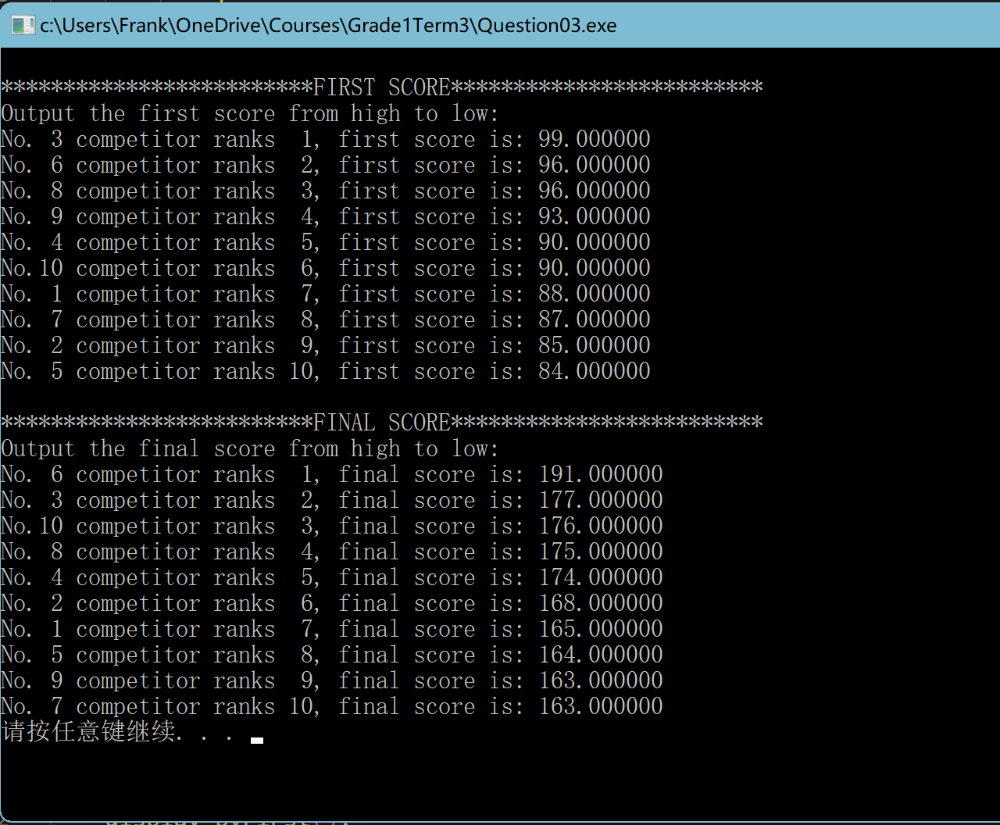 c:\Users\Frank\OneDrive\Courses\Grade1Term3\Question03.exe
*************************FIRST SCORE*************************
Output the first score from high to low:
No. 3 competitor ranks  1, first score is: 99.000000
No. 6 competitor ranks  2, first score is: 96.000000
No. 8 competitor ranks  3, first score is: 96.000000
No. 9 competitor ranks  4, first score is: 93.000000
No. 4 competitor ranks  5, first score is: 90.000000
No.10 competitor ranks  6, first score is: 90.000000
No. 1 competitor ranks  7, first score is: 88.000000
No. 7 competitor ranks  8, first score is: 87.000000
No. 2 competitor ranks  9, first score is: 85.000000
No. 5 competitor ranks 10, first score is: 84.000000
*************************FINAL SCORE*************************
Output the final score from high to low:
No. 6 competitor ranks  1, final score is: 191.000000
No. 3 competitor ranks  2, final score is: 177.000000
No.10 competitor ranks  3, final score is: 176.000000
No. 8 competitor ranks  4, final score is: 175.000000
No. 4 competitor ranks  5, final score is: 174.000000
No. 2 competitor ranks  6, final score is: 168.000000
No. 1 competitor ranks  7, final score is: 165.000000
No. 5 competitor ranks  8, final score is: 164.000000
No. 9 competitor ranks  9, final score is: 163.000000
No. 7 competitor ranks 10, final score is: 163.000000
请按任意键继续. . .